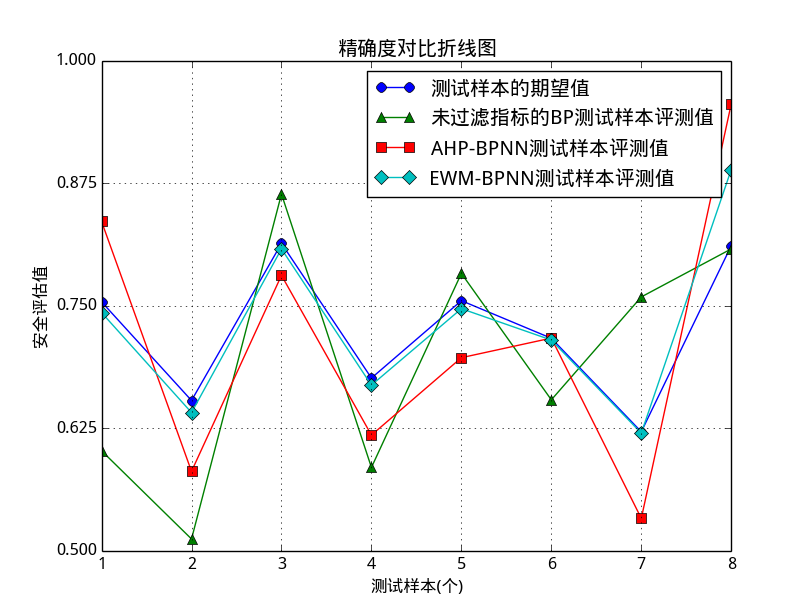 精确度对比折线图
测试样本的期望值
未过滤指标的BP测试样本评测值
AHP-BPNN测试样本评测值
EWM-BPNN测试样本评测值
安全评估值
1.000
0.875
0.750
0.625
0.500
1 2 3 4 5 6 7 8
测试样本(个)